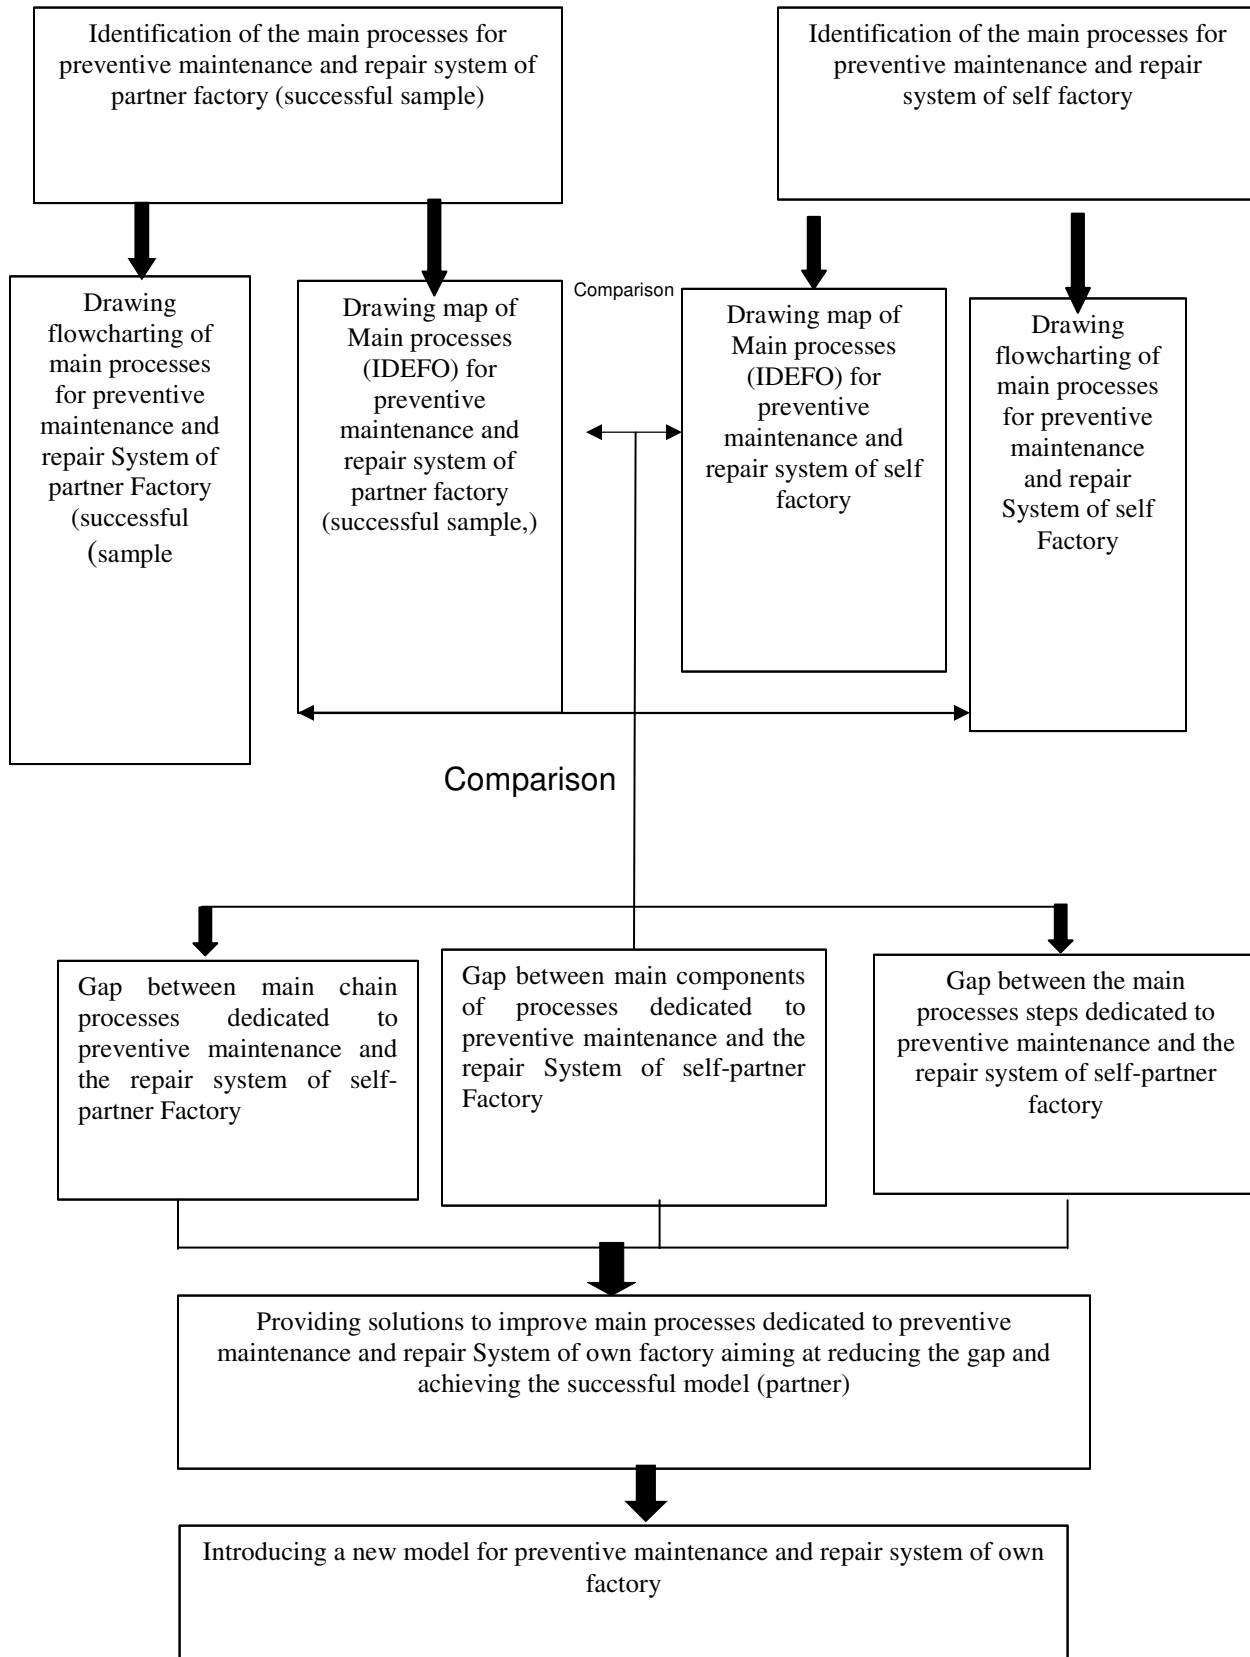 Identification of the main processes for
preventive maintenance and repair system of
partner factory (successful sample)
Identification of the main processes for
preventive maintenance and repair
system of self factory
Drawing
flowcharting of
main processes
for preventive
maintenance and
repair System of
partner Factory
(successful
(sample
Drawing map of
Main processes
(IDEFO) for
preventive
maintenance and
repair system of
partner factory
(successful sample,)
Comparison
Drawing map of
Main processes
(IDEFO) for
preventive
maintenance and
repair system of self
factory
Drawing
flowcharting of
main processes
for preventive
maintenance
and repair
System of self
Factory
Comparison
Gap between main chain
processes dedicated to
preventive maintenance and
the repair system of self-
partner Factory
Gap between main components
of processes dedicated to
preventive maintenance and the
repair System of self-partner
Factory
Gap between the main
processes steps dedicated to
preventive maintenance and the
repair system of self-partner
factory
Providing solutions to improve main processes dedicated to preventive
maintenance and repair System of own factory aiming at reducing the gap and
achieving the successful model (partner)
Introducing a new model for preventive maintenance and repair system of own
factory